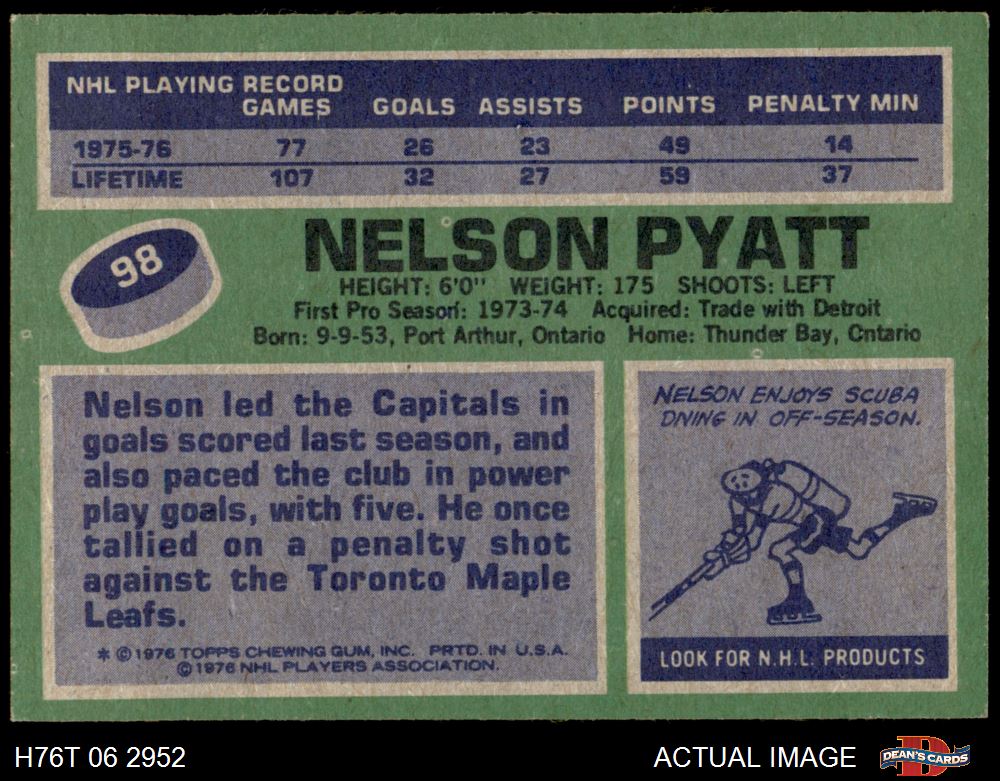 NHL PLAYING RECORD
GAMES GOALS ASSISTS POINTS PENALTY MIN
1975-76 77 26 23 49 14
LIFETIME 107 32 27 59 37
98
NELSON PYATT
HEIGHT: 6'0" WEIGHT: 175 SHOOTS: LEFT
First Pro Season: 1973-74 Acquired: Trade with Detroit
Born: 9-9-53, Port Arthur, Ontario Home: Thunder Bay, Ontario
Nelson led the Capitals in
goals scored last season, and
also paced the club in power
play goals, with five. He once
tallied on a penalty shot
against the Toronto Maple
Leafs.
* © 1976 TOPPS CHEWING GUM, INC. PRTD. IN U.S.A.
© 1976 NHL PLAYERS ASSOCIATION.
NELSON ENJOYS SCUBA
DIVING IN OFF-SEASON.
LOOK FOR N.H.L. PRODUCTS
H76T 06 2952
ACTUAL IMAGE
DEAN'S CARDS